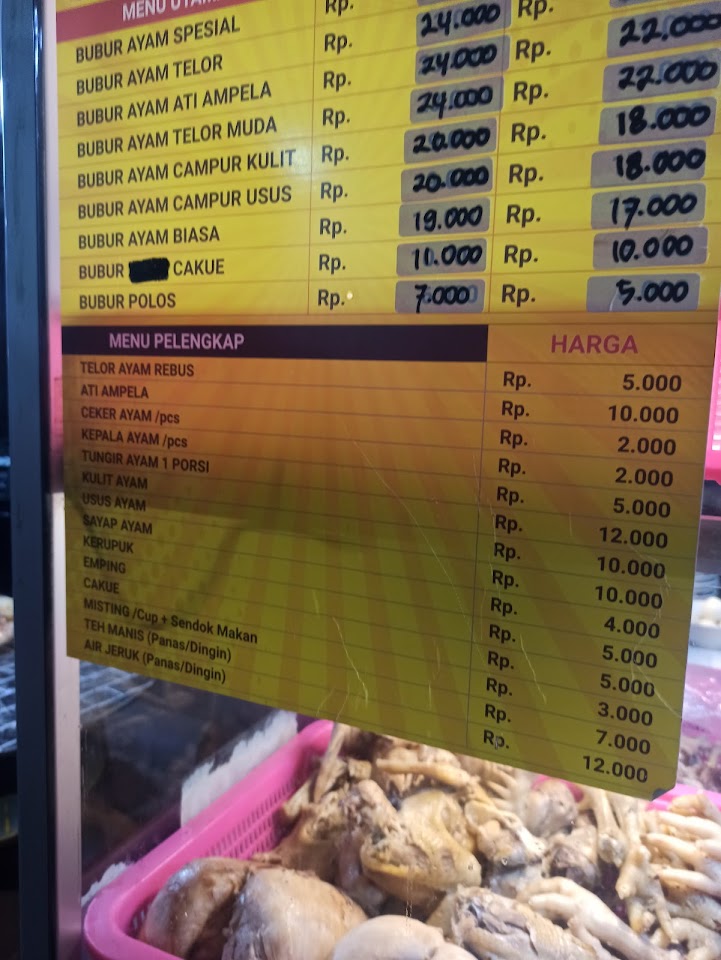 MENU UTAMA
BUBUR AYAM SPESIAL Rp.
BUBUR AYAM TELOR Rp. 24.000 Rp.
BUBUR AYAM ATI AMPELA Rp. 24.000 Rp. 22.000
BUBUR AYAM TELOR MUDA Rp. 24.000 Rp. 22.000
BUBUR AYAM CAMPUR KULIT Rp. 20.000 Rp. 18.000
BUBUR AYAM CAMPUR USUS Rp. 20.000 Rp. 18.000
BUBUR AYAM BIASA Rp. 19.000 Rp. 17.000
BUBUR CAKUE Rp. 10.000 Rp. 10.000
BUBUR POLOS Rp. 7.000 Rp. 5.000
MENU PELENGKAP HARGA
TELOR AYAM REBUS Rp. 5.000
ATI AMPELA Rp. 10.000
CEKER AYAM /pcs Rp. 2.000
KEPALA AYAM /pcs Rp. 2.000
TUNGIR AYAM 1 PORSI Rp. 5.000
KULIT AYAM Rp. 12.000
USUS AYAM Rp. 10.000
SAYAP AYAM Rp. 10.000
KERUPUK Rp. 4.000
EMPING Rp. 5.000
CAKUE Rp. 5.000
MISTING /Cup + Sendok Makan Rp. 3.000
TEH MANIS (Panas/Dingin) Rp. 7.000
AIR JERUK (Panas/Dingin) Rp. 12.000